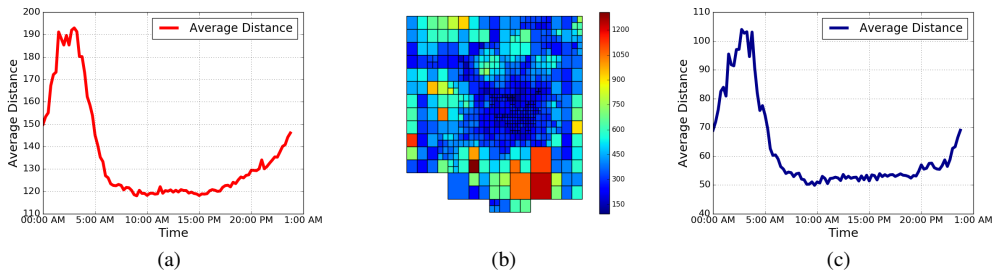 200
190
180
170
160
150
140
130
120
110
Average Distance
Average Distance
00:00 AM 5:00 AM 10:00 AM 15:00 PM 20:00 PM 1:00 AM
Time
(a)
1350
1200
1050
900
750
600
450
300
150
(b)
110
100
90
80
70
60
50
40
Average Distance
Average Distance
00:00 AM 5:00 AM 10:00 AM 15:00 PM 20:00 PM 1:00 AM
Time
(c)